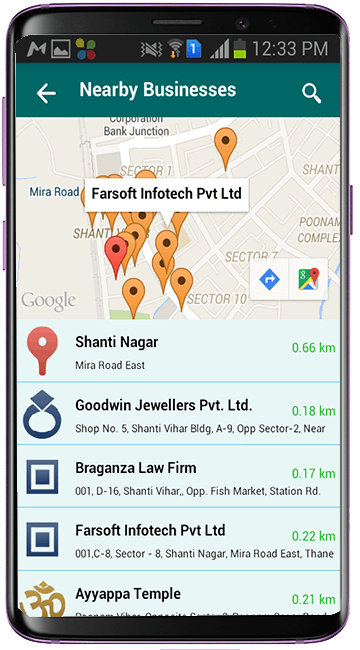 1 12:33 PM
Nearby Businesses
Corporation
Bank Junction
SECTOR 1
SHANTI
Mira Road
Farsoft Infotech Pvt Ltd
POONAM
COMPLEX
SECTOR 7
Google
SECTOR 10
Shanti Nagar
0.66 km
Mira Road East
Goodwin Jewellers Pvt. Ltd.
0.18 km
Shop No. 5, Shanti Vihar Bldg, A-9, Opp Sector-2, Near
Braganza Law Firm
0.17 km
001, D-16, Shanti Vihar,, Opp. Fish Market, Station Rd.
Farsoft Infotech Pvt Ltd
0.22 km
001,C-8, Sector - 8, Shanti Nagar, Mira Road East, Thane
Ayyappa Temple
0.21 km